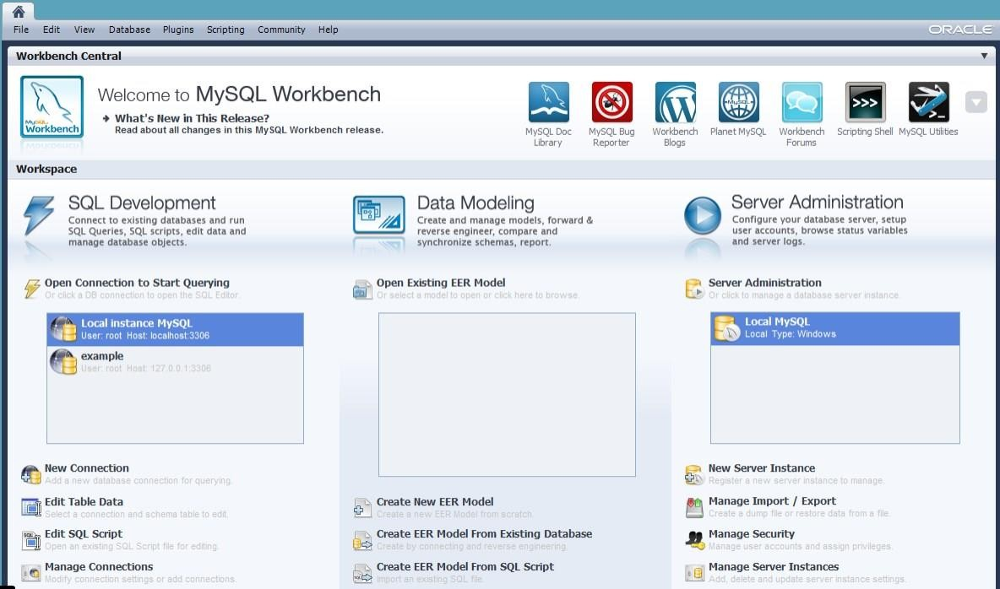 File Edit View Database Plugins Scripting Community Help
ORACLE
Workbench Central
MySQL
Workbench
Welcome to MySQL Workbench
What's New in This Release?
Read about all changes in this MySQL Workbench release.
MySQL Doc
Library
MySQL Bug
Reporter
Workbench
Blogs
MySQL
Planet MySQL
Workbench
Forums
>>>
Scripting Shell
MySQL Utilities
Workspace
SQL Development
Connect to existing databases and run
SQL Queries, SQL scripts, edit data and
manage database objects.
Open Connection to Start Querying
Or click a DB connection to open the SQL Editor.
Local instance MySQL
User: root Host: localhost:3306
example
User: root Host: 127.0.0.1:3306
New Connection
Add a new database connection for querying.
Edit Table Data
Select a connection and schema table to edit.
SQL
Edit SQL Script
Open an existing SQL Script file for editing.
Manage Connections
Modify connection settings or add connections.
Data Modeling
Create and manage models, forward &
reverse engineer, compare and
synchronize schemas, report.
Open Existing EER Model
Or select a model to open or click here to browse.
Create New EER Model
Create a new EER Model from scratch.
Create EER Model From Existing Database
Create by connecting and reverse engineering.
SQL
Create EER Model From SQL Script
Import an existing SQL file.
Server Administration
Configure your database server, setup
user accounts, browse status variables
and server logs.
Server Administration
Or click to manage a database server instance.
Local MySQL
Local Type: Windows
New Server Instance
Register a new server instance to manage.
Manage Import / Export
Create a dump file or restore data from a file.
Manage Security
Manage user accounts and assign privileges.
Manage Server Instances
Add, delete and update server instance settings.